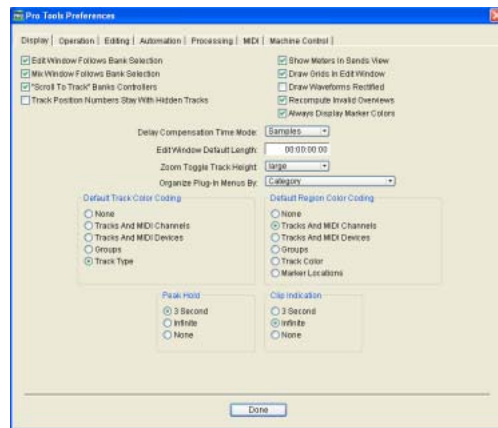 Pro Tools Preferences
Display Operation Editing Automation Processing MIDI Machine Control
Edit Window Follows Bank Selection
Mix Window Follows Bank Selection
"Scroll To Track" Banks Controllers
Track Position Numbers Stay With Hidden Tracks
Show Meters In Sends View
Draw Grids In Edit Window
Draw Waveforms Rectified
Recompute Invalid Overviews
Always Display Marker Colors
Delay Compensation Time Mode: Samples
Edit Window Default Length: 00:00:00:00
Zoom Toggle Track Height: large
Organize Plug-In Menus By: Category
Default Track Color Coding
None
Tracks And MIDI Channels
Tracks And MIDI Devices
Groups
Track Type
Default Region Color Coding
None
Tracks And MIDI Channels
Tracks And MIDI Devices
Groups
Track Color
Marker Locations
Peak Hold
3 Second
Infinite
None
Clip Indication
3 Second
Infinite
None
Done